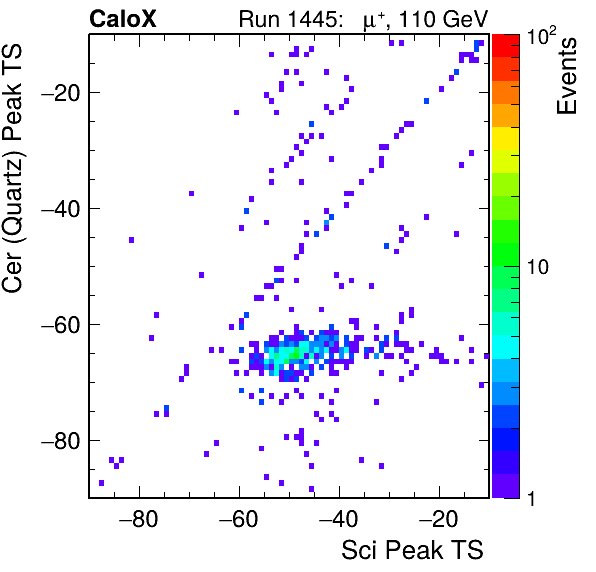 CaloX Run 1445: μ⁺, 110 GeV
Cer (Quartz) Peak TS
−20
−40
−60
−80
−80 −60 −40 −20
Sci Peak TS
10²
10
1
Events